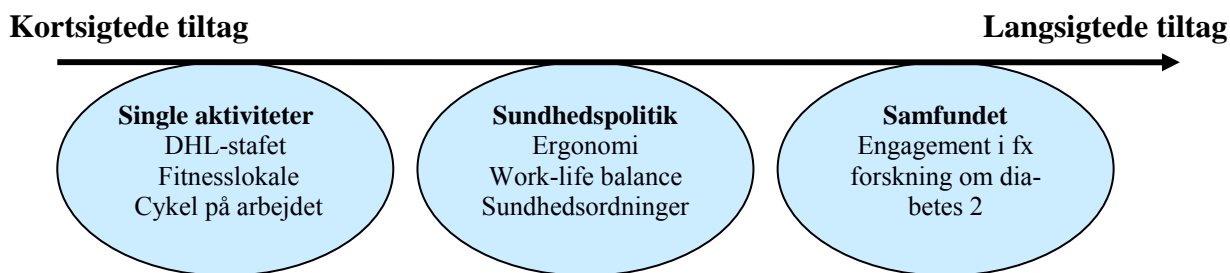 Kortsigtede tiltag
Langsigtede tiltag
Single aktiviteter
DHL-stafet
Fitnesslokale
Cykel på arbejdet
Sundhedspolitik
Ergonomi
Work-life balance
Sundhedsordninger
Samfundet
Engagement i fx
forskning om dia-
betes 2